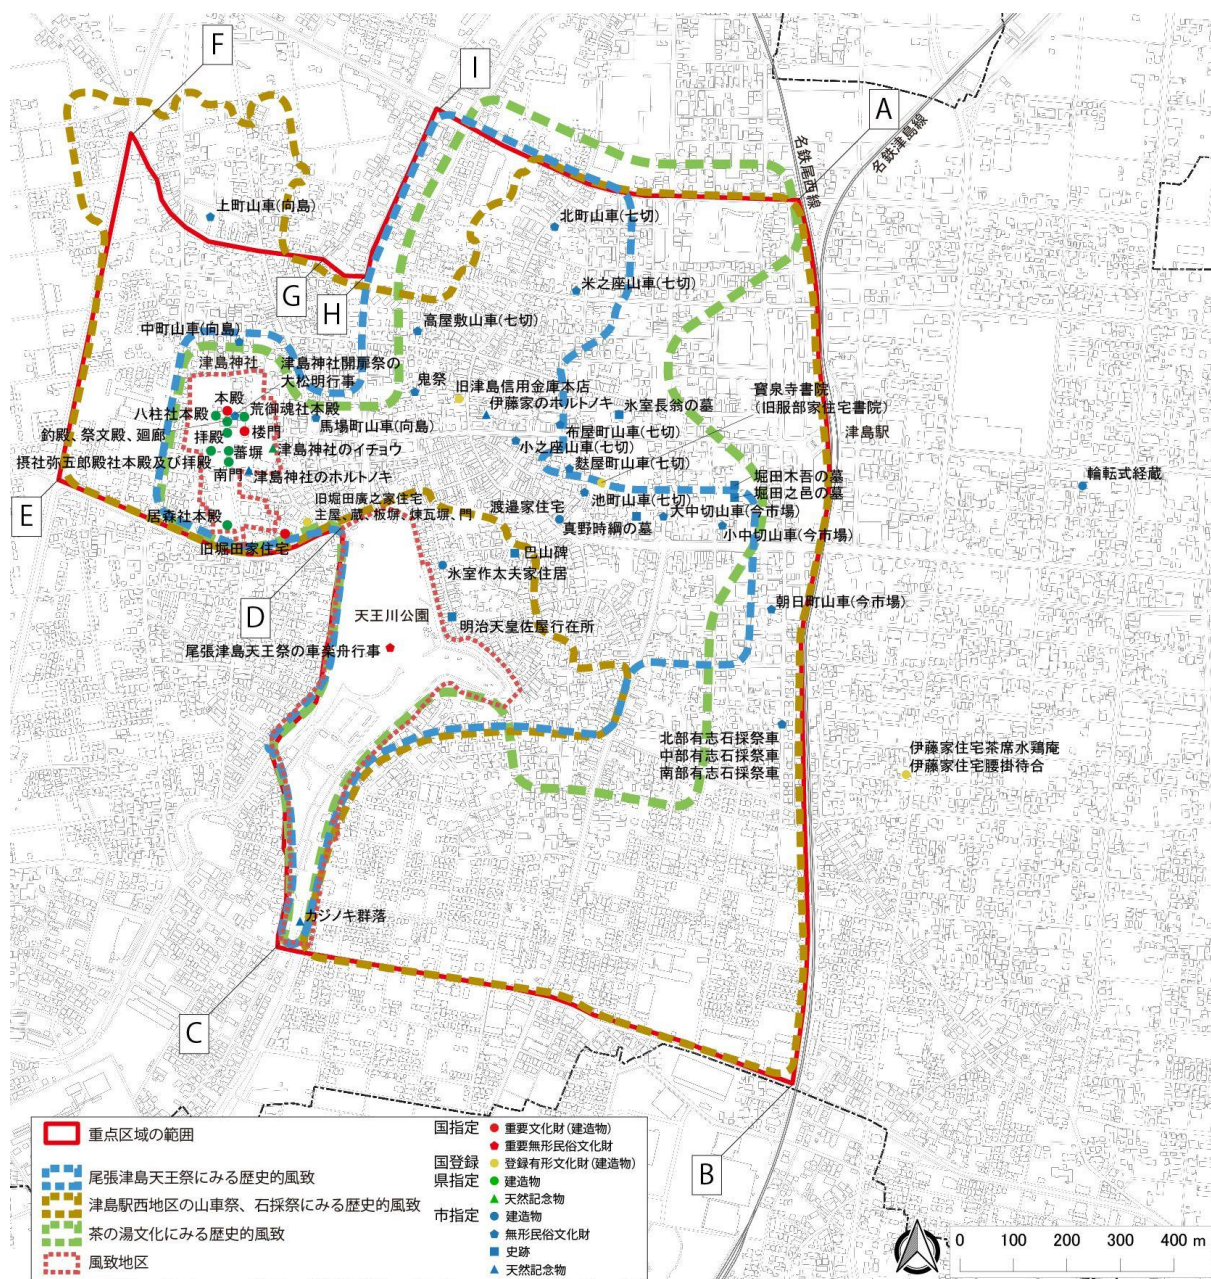 F
I
A
名鉄尾西線
名鉄津島線
上町山車(向島)
北町山車(七切)
G
H
米之座山車(七切)
高屋敷山車(七切)
中町山車(向島)
津島神社
津島神社開扉祭の
大松明行事
鬼祭
旧津島信用金庫本店
伊藤家のホルトノキ
氷室長翁の墓
寶泉寺書院
(旧服部家住宅書院)
津島駅
本殿
八柱社本殿
荒御魂社本殿
馬場町山車(向島)
釣殿、祭文殿、廻廊
拝殿
楼門
布屋町山車(七切)
小之座山車(七切)
蕃塀
津島神社のイチョウ
摂社弥五郎殿社本殿及び拝殿
麩屋町山車(七切)
南門
津島神社のホルトノキ
堀田木吾の墓
堀田之邑の墓
輪転式経蔵
E
居森社本殿
旧堀田廣之家住宅
主屋、蔵、板塀、煉瓦塀、門
渡邉家住宅
池町山車(七切)
大中切山車(今市場)
真野時綱の墓
小中切山車(今市場)
旧堀田家住宅
巴山碑
氷室作太夫家住居
D
天王川公園
明治天皇佐屋行在所
朝日町山車(今市場)
尾張津島天王祭の車楽舟行事
北部有志石採祭車
中部有志石採祭車
南部有志石採祭車
伊藤家住宅茶席水鶏庵
伊藤家住宅腰掛待合
カジノキ群落
C
B
重点区域の範囲
尾張津島天王祭にみる歴史的風致
津島駅西地区の山車祭、石採祭にみる歴史的風致
茶の湯文化にみる歴史的風致
風致地区
国指定
重要文化財(建造物)
重要無形民俗文化財
国登録
登録有形文化財(建造物)
県指定
建造物
天然記念物
市指定
建造物
無形民俗文化財
史跡
天然記念物
0 100 200 300 400 m